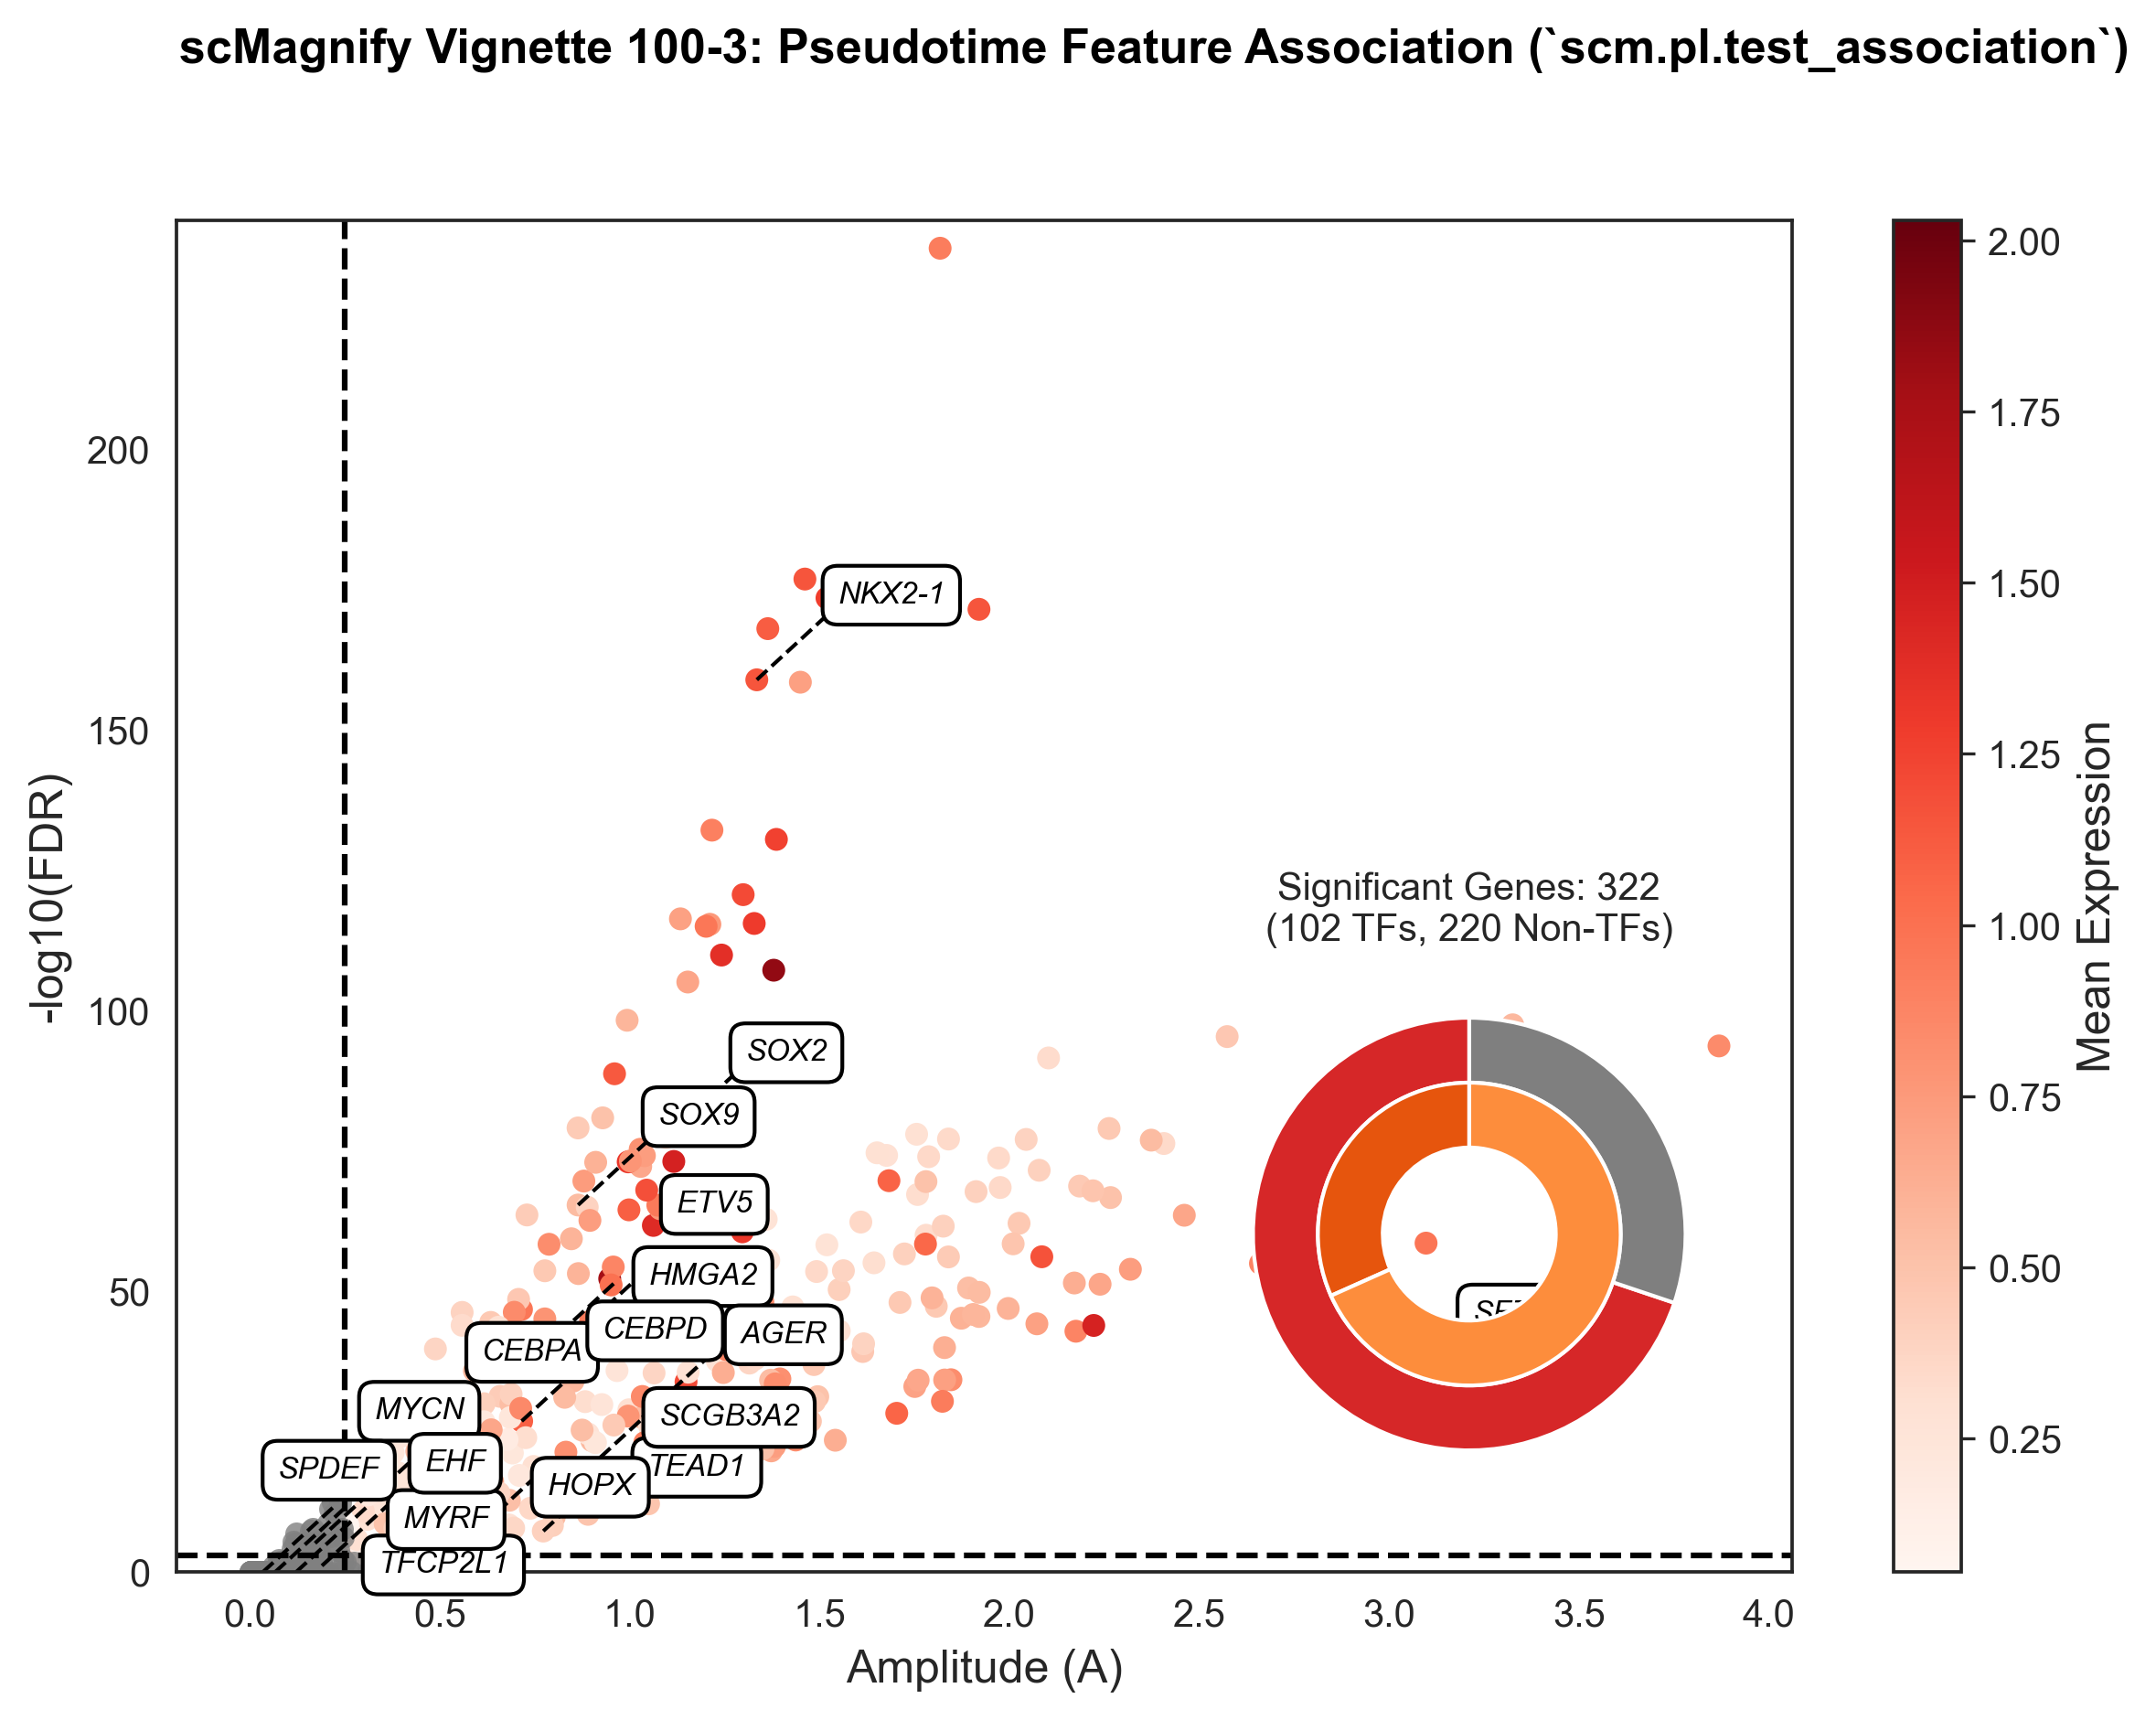 scMagnify Vignette 100-3: Pseudotime Feature Association (`scm.pl.test_association`)
200
150
100
50
0
-log10(FDR)
0.0
0.5
1.0
1.5
2.0
2.5
3.0
3.5
4.0
Amplitude (A)
NKX2-1
SOX2
SOX9
ETV5
HMGA2
CEBPD
AGER
CEBPA
MYCN
SCGB3A2
SPDEF
EHF
TEAD1
HOPX
MYRF
TFCP2L1
Significant Genes: 322
(102 TFs, 220 Non-TFs)
2.00
1.75
1.50
1.25
1.00
0.75
0.50
0.25
Mean Expression